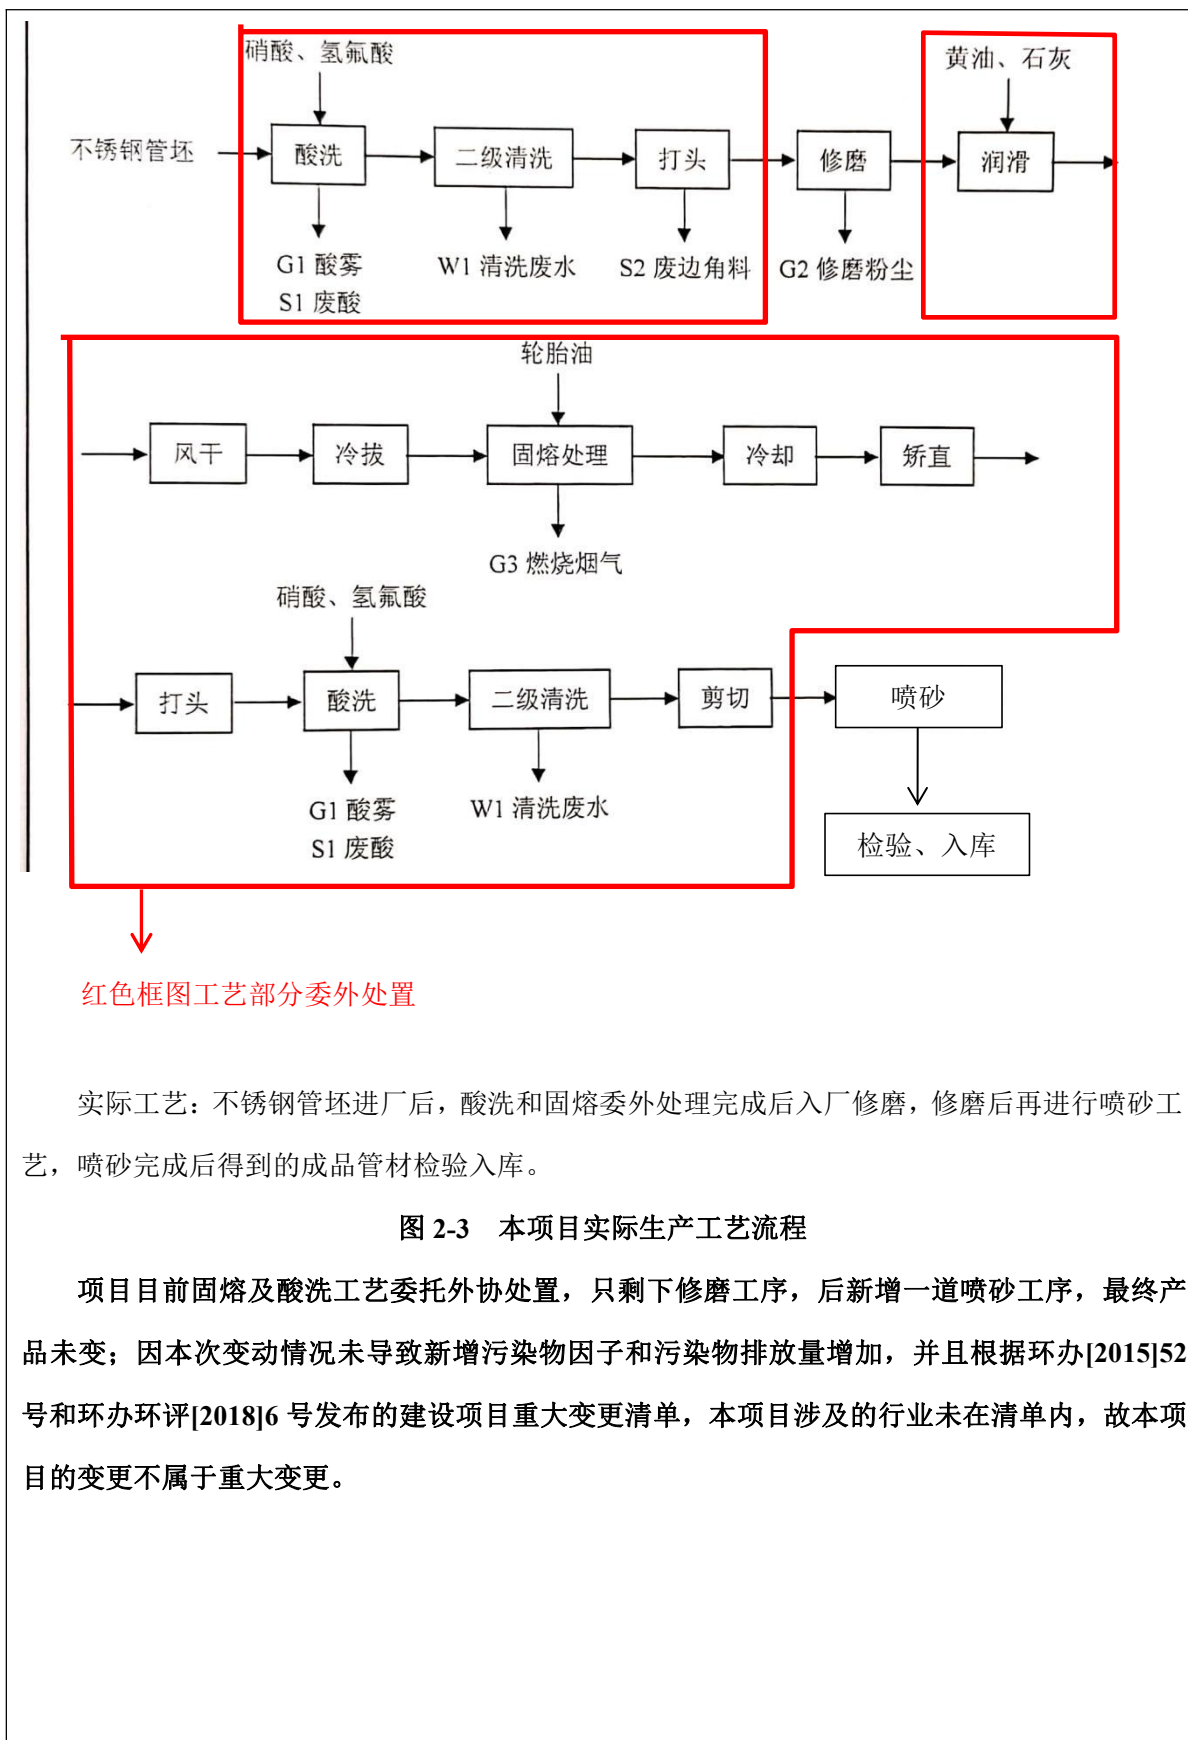 硝酸、氢氟酸
黄油、石灰
不锈钢管坯
酸洗
二级清洗
打头
修磨
润滑
G1 酸雾
S1 废酸
W1 清洗废水
S2 废边角料
G2 修磨粉尘
轮胎油
风干
冷拔
固熔处理
冷却
矫直
G3 燃烧烟气
硝酸、氢氟酸
打头
酸洗
二级清洗
剪切
喷砂
G1 酸雾
S1 废酸
W1 清洗废水
检验、入库
红色框图工艺部分委外处置
实际工艺：不锈钢管坯进厂后，酸洗和固熔委外处理完成后入厂修磨，修磨后再进行喷砂工
艺，喷砂完成后得到的成品管材检验入库。
图 2-3 本项目实际生产工艺流程
项目目前固熔及酸洗工艺委托外协处置，只剩下修磨工序，后新增一道喷砂工序，最终产
品未变；因本次变动情况未导致新增污染物因子和污染物排放量增加，并且根据环办[2015]52
号和环办环评[2018]6 号发布的建设项目重大变更清单，本项目涉及的行业未在清单内，故本项
目的变更不属于重大变更。